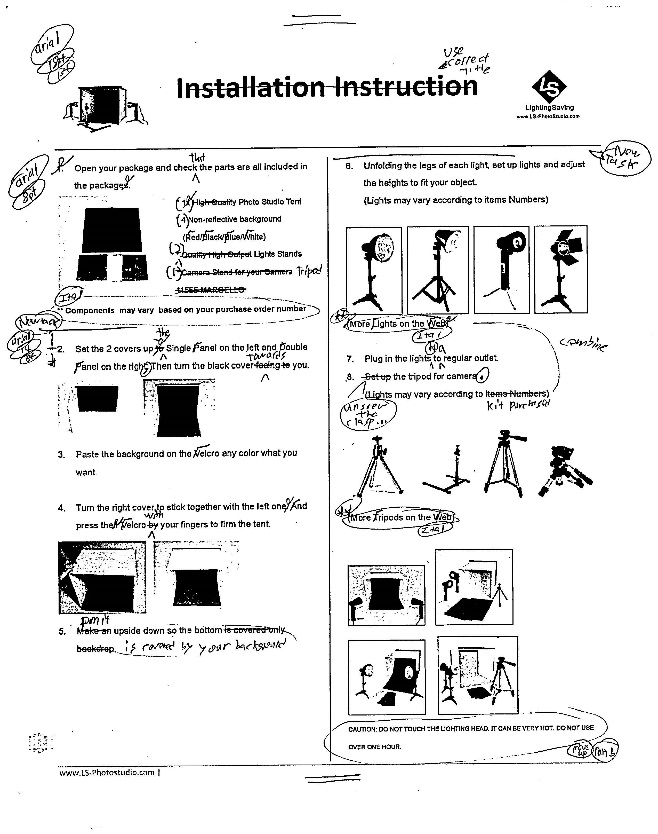 arial
USE
correct
title
Installation Instruction
LS
LightingSaving
www.LS-PhotoStudio.com
that
1. Open your package and check the parts are all included in
the package.
arial
8pt
(1) High Quality Photo Studio Tent
(4) Non-reflective background
(Red/Black/Blue/White)
(2) Quality High Output Lights Stands
(1) Camera Stand for your Camera Tripod
Ital
* Components may vary based on your purchase order number
the
2. Set the 2 covers up to Single Panel on the left and Double
towards
Panel on the right. Then turn the black cover facing to you.
3. Paste the background on the Velcro any color what you
want.
4. Turn the right cover to stick together with the left one. And
with
press the Velcro by your fingers to firm the tent.
5. Make an upside down so the bottom is covered only
backdrop. is covered by your background
www.LS-Photostudio.com |
6. Unfolding the legs of each light, set up lights and adjust
the heights to fit your object.
(Lights may vary according to items Numbers)
New
Task
(More Lights on the Web)
Ital
7. Plug in the lights to regular outlet.
combine
8. Set up the tripod for camera.
(Lights may vary according to items Numbers)
kit purchased
the
(More Tripods on the Web)
Ital
CAUTION: DO NOT TOUCH THE LIGHTING HEAD. IT CAN BE VERY HOT. DO NOT USE
OVER ONE HOUR.